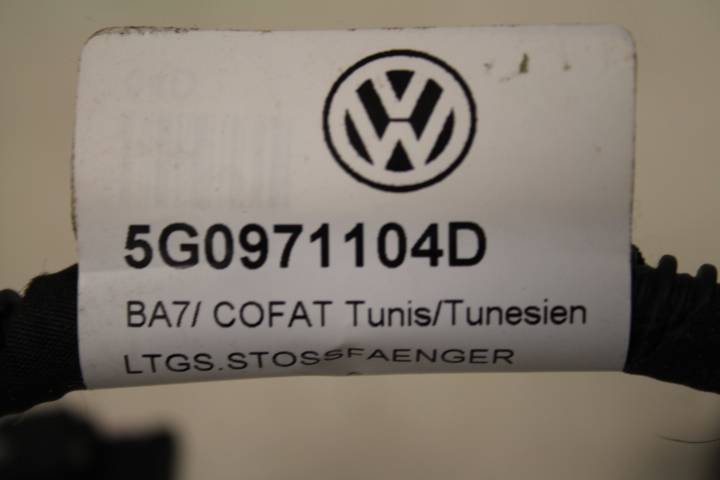 5G0971104D
BA7/ COFAT Tunis/Tunesien
LTGS.STOSSFAENGER